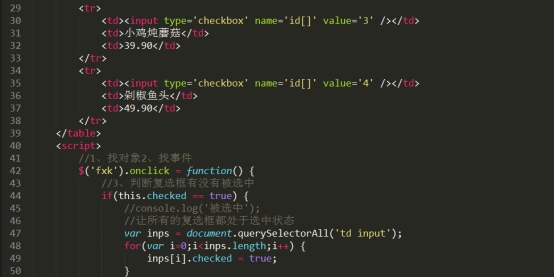 29 <tr>
30 <td><input type='checkbox' name='id[]' value='3' /></td>
31 <td>小鸡炖蘑菇</td>
32 <td>39.90</td>
33 </tr>
34 <tr>
35 <td><input type='checkbox' name='id[]' value='4' /></td>
36 <td>剁椒鱼头</td>
37 <td>49.90</td>
38 </tr>
39 </table>
40 <script>
41 //1、找对象2、找事件
42 $('fxk').onclick = function() {
43 //3、判断复选框有没有被选中
44 if(this.checked == true) {
45 //console.log('被选中');
46 //让所有的复选框都处于选中状态
47 var inps = document.querySelectorAll('td input');
48 for(var i=0;i<inps.length;i++) {
49 inps[i].checked = true;
50 }